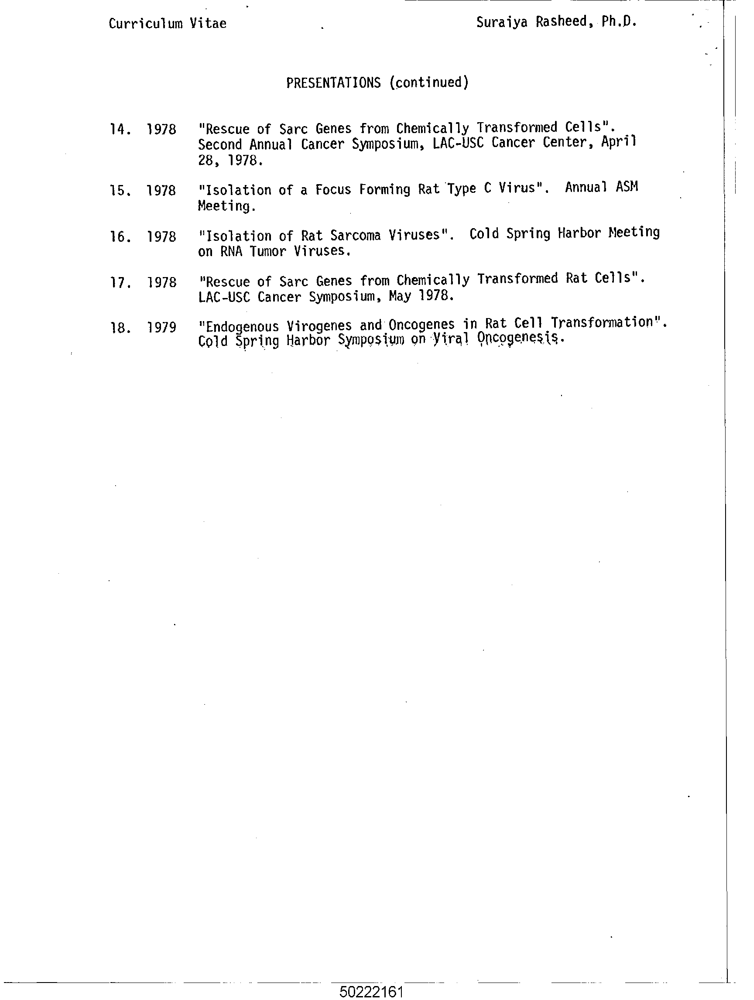 Curriculum Vitae Suraiya Rasheed, Ph.D.
PRESENTATIONS (continued)
14. 1978 "Rescue of Sarc Genes from Chemically Transformed Cells".
Second Annual Cancer Symposium, LAC-USC Cancer Center, April
28, 1978.
15. 1978 "Isolation of a Focus Forming Rat Type C Virus". Annual ASM
Meeting.
16. 1978 "Isolation of Rat Sarcoma Viruses". Cold Spring Harbor Meeting
on RNA Tumor Viruses.
17. 1978 "Rescue of Sarc Genes from Chemically Transformed Rat Cells".
LAC-USC Cancer Symposium, May 1978.
18. 1979 "Endogenous Virogenes and Oncogenes in Rat Cell Transformation".
Cold Spring Harbor Symposium on Viral Oncogenesis.
50222161